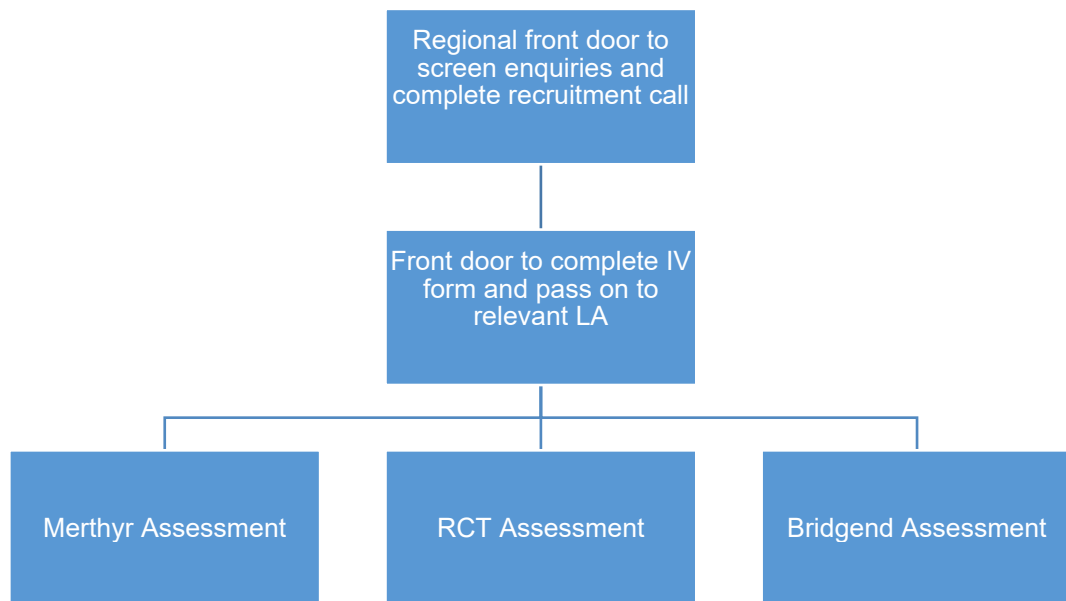 Regional front door to
screen enquiries and
complete recruitment call
Front door to complete IV
form and pass on to
relevant LA
Merthyr Assessment
RCT Assessment
Bridgend Assessment